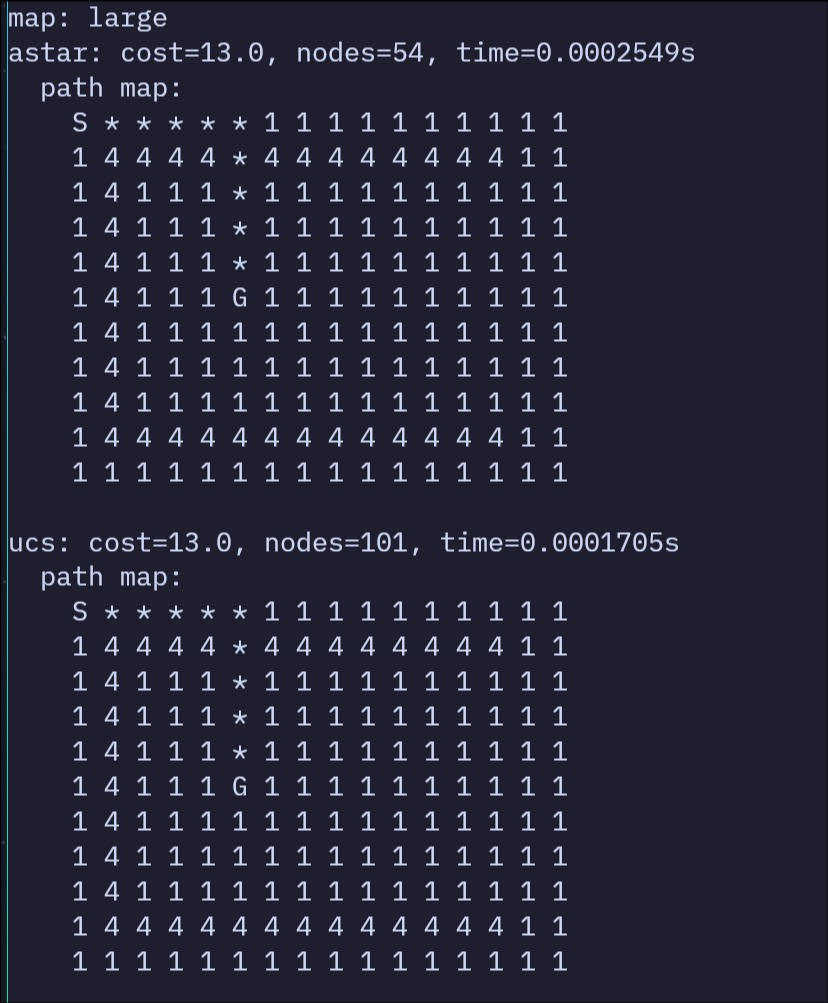 map: large
astar: cost=13.0, nodes=54, time=0.0002549s
path map:
S * * * * * 1 1 1 1 1 1 1 1 1 1
1 4 4 4 4 * 4 4 4 4 4 4 4 4 1 1
1 4 1 1 1 * 1 1 1 1 1 1 1 1 1 1
1 4 1 1 1 * 1 1 1 1 1 1 1 1 1 1
1 4 1 1 1 * 1 1 1 1 1 1 1 1 1 1
1 4 1 1 1 G 1 1 1 1 1 1 1 1 1 1
1 4 1 1 1 1 1 1 1 1 1 1 1 1 1 1
1 4 1 1 1 1 1 1 1 1 1 1 1 1 1 1
1 4 1 1 1 1 1 1 1 1 1 1 1 1 1 1
1 4 4 4 4 4 4 4 4 4 4 4 4 4 1 1
1 1 1 1 1 1 1 1 1 1 1 1 1 1 1 1
ucs: cost=13.0, nodes=101, time=0.0001705s
path map:
S * * * * * 1 1 1 1 1 1 1 1 1 1
1 4 4 4 4 * 4 4 4 4 4 4 4 4 1 1
1 4 1 1 1 * 1 1 1 1 1 1 1 1 1 1
1 4 1 1 1 * 1 1 1 1 1 1 1 1 1 1
1 4 1 1 1 * 1 1 1 1 1 1 1 1 1 1
1 4 1 1 1 G 1 1 1 1 1 1 1 1 1 1
1 4 1 1 1 1 1 1 1 1 1 1 1 1 1 1
1 4 1 1 1 1 1 1 1 1 1 1 1 1 1 1
1 4 1 1 1 1 1 1 1 1 1 1 1 1 1 1
1 4 4 4 4 4 4 4 4 4 4 4 4 4 1 1
1 1 1 1 1 1 1 1 1 1 1 1 1 1 1 1